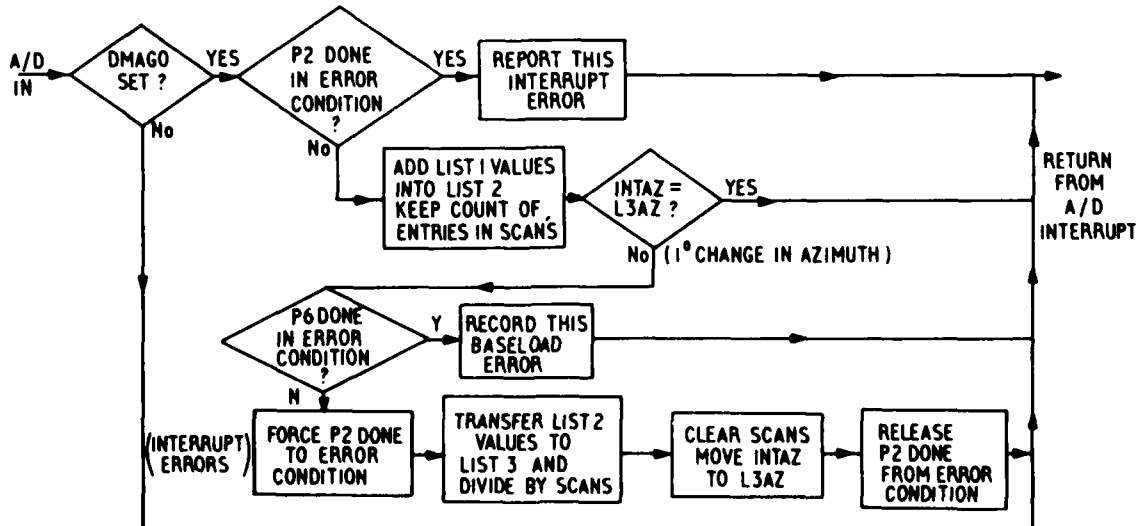 A/D
IN
DMAGO
SET ?
YES
No
P2 DONE
IN ERROR
CONDITION
?
YES
No
REPORT THIS
INTERRUPT
ERROR
ADD LIST 1 VALUES
INTO LIST 2
KEEP COUNT OF
ENTRIES IN SCANS
INTAZ =
L3AZ ?
YES
No (1° CHANGE IN AZIMUTH)
RETURN
FROM
A/D
INTERRUPT
P6 DONE
IN ERROR
CONDITION
?
Y
N
RECORD THIS
BASELOAD
ERROR
(INTERRUPT
ERRORS)
FORCE P2 DONE
TO ERROR
CONDITION
TRANSFER LIST 2
VALUES TO
LIST 3 AND
DIVIDE BY SCANS
CLEAR SCANS
MOVE INTAZ
TO L3AZ
RELEASE
P2 DONE
FROM ERROR
CONDITION